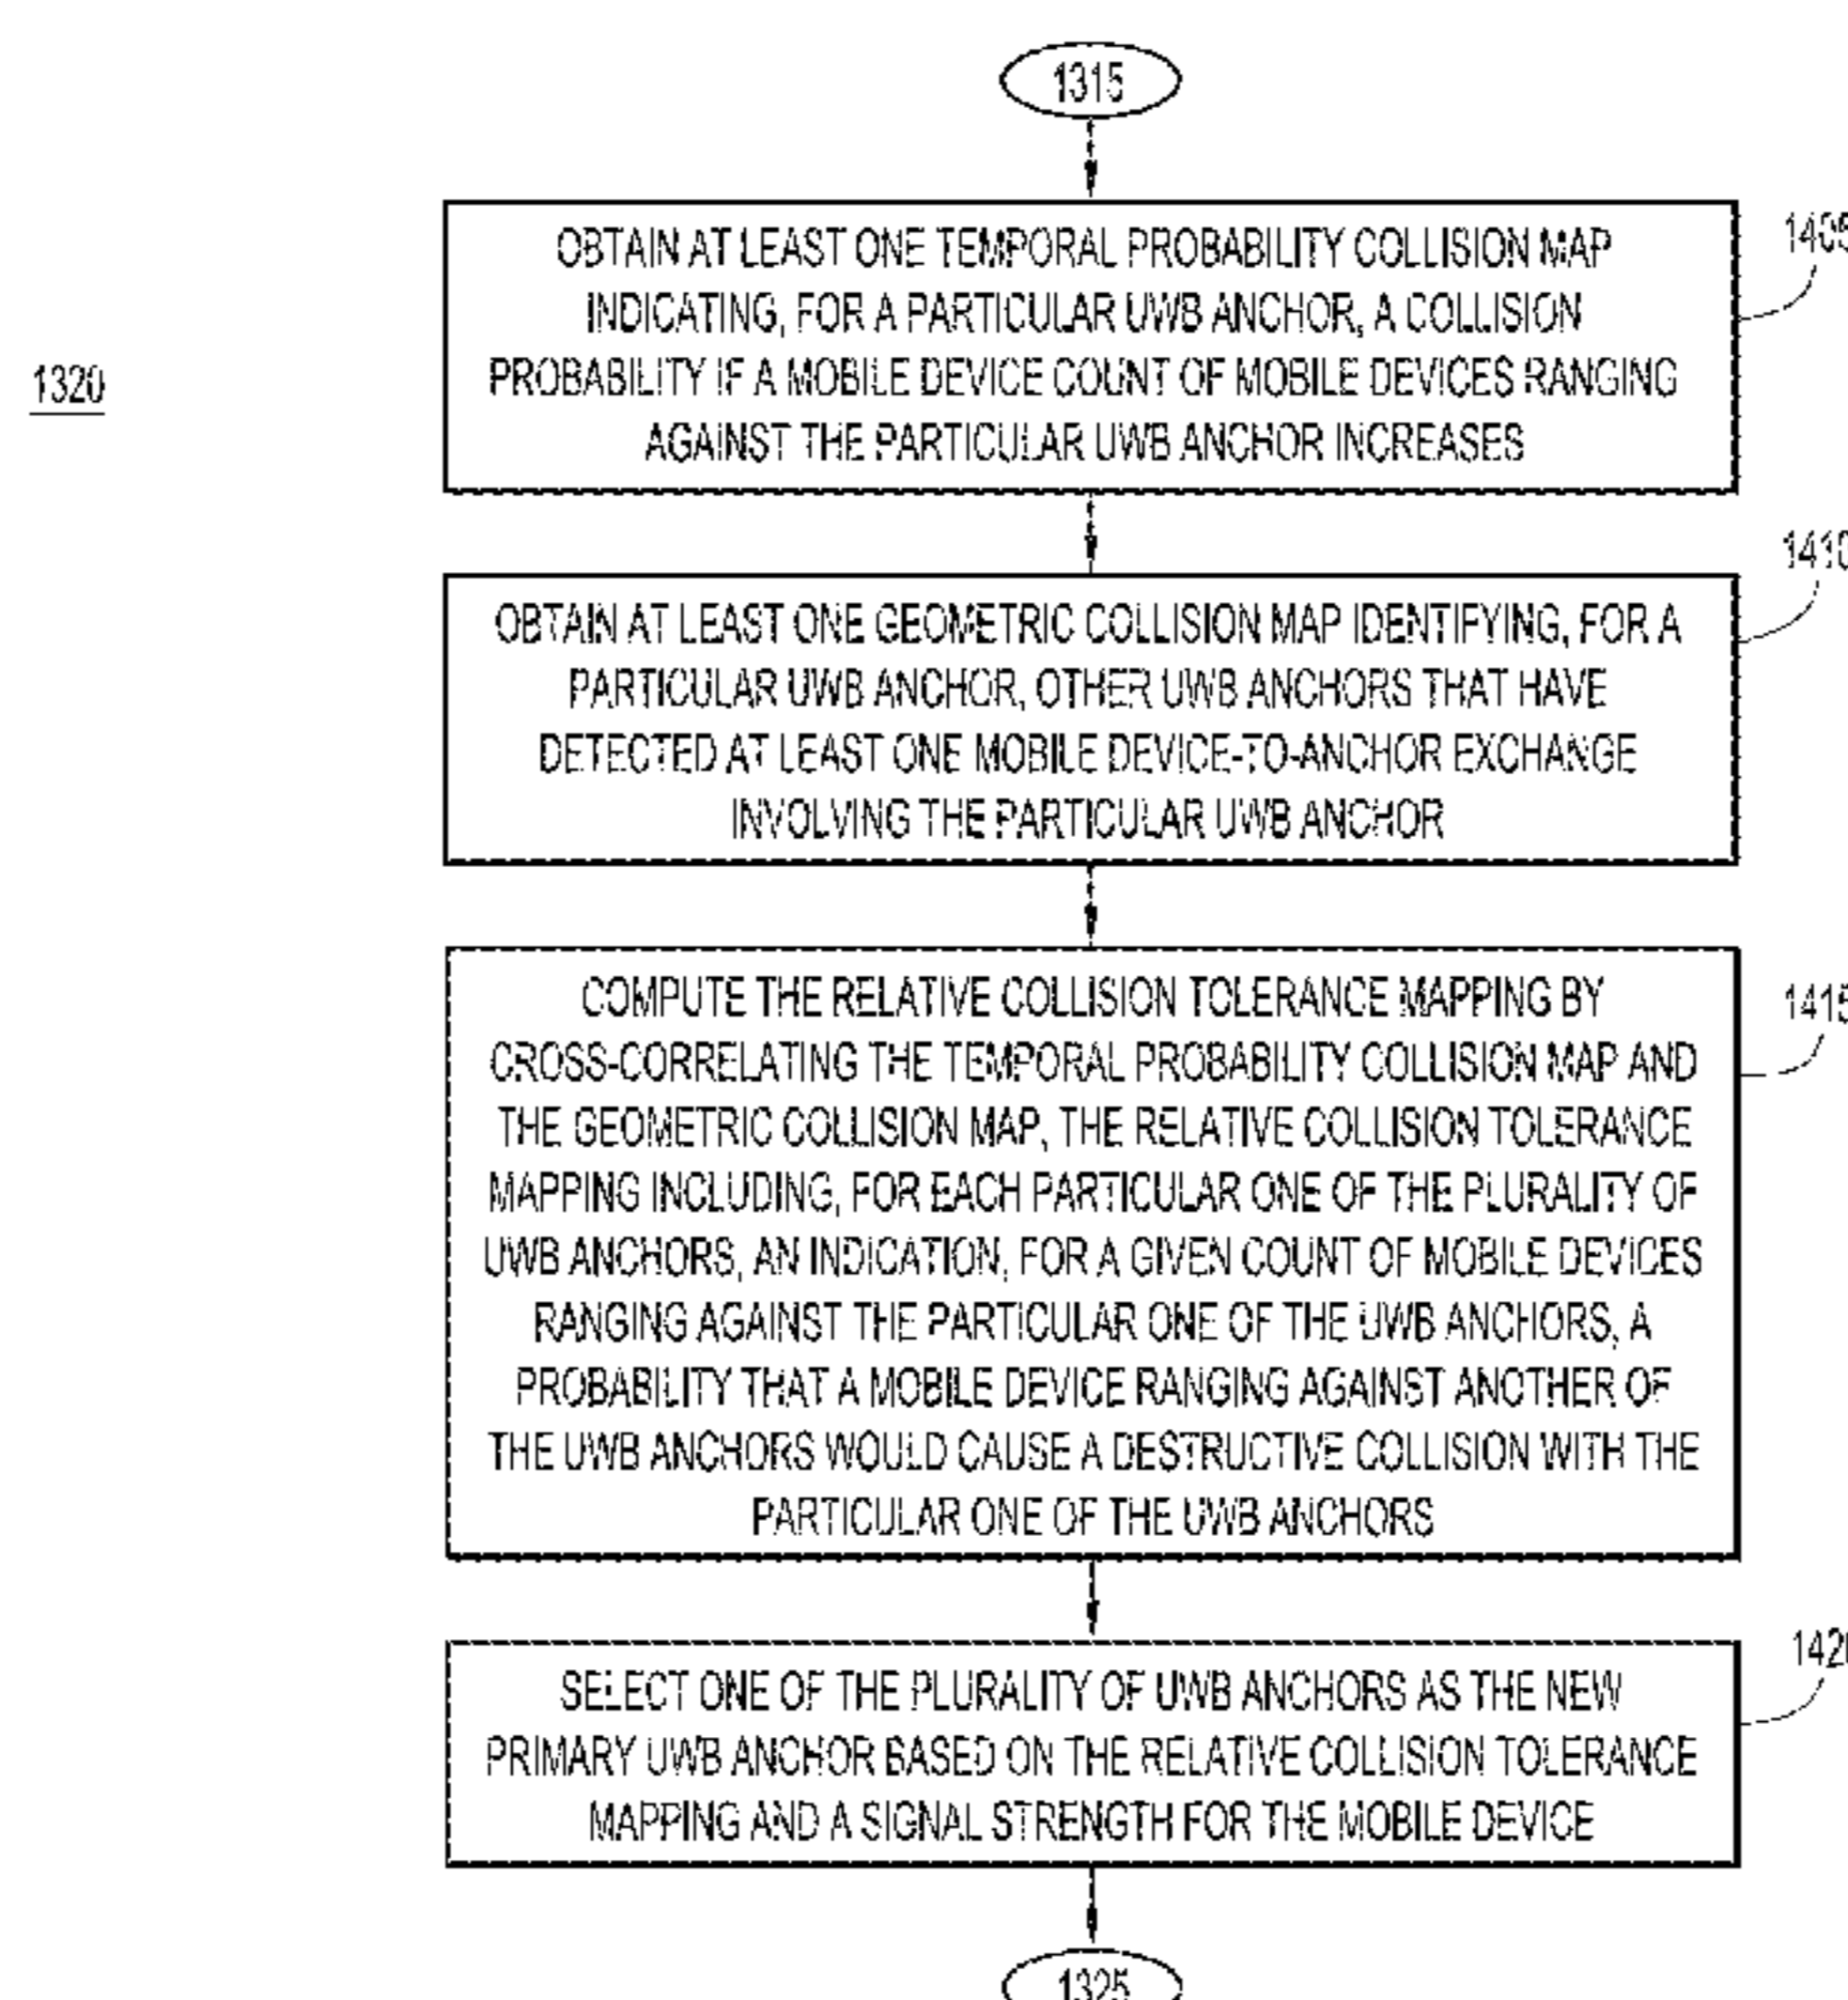 1315
OBTAIN AT LEAST ONE TEMPORAL PROBABILITY COLLISION MAP
INDICATING, FOR A PARTICULAR UWB ANCHOR, A COLLISION
PROBABILITY IF A MOBILE DEVICE COUNT OF MOBILE DEVICES RANGING
AGAINST THE PARTICULAR UWB ANCHOR INCREASES
1405
1320
OBTAIN AT LEAST ONE GEOMETRIC COLLISION MAP IDENTIFYING, FOR A
PARTICULAR UWB ANCHOR, OTHER UWB ANCHORS THAT HAVE
DETECTED AT LEAST ONE MOBILE DEVICE-TO-ANCHOR EXCHANGE
INVOLVING THE PARTICULAR UWB ANCHOR
1410
COMPUTE THE RELATIVE COLLISION TOLERANCE MAPPING BY
CROSS-CORRELATING THE TEMPORAL PROBABILITY COLLISION MAP AND
THE GEOMETRIC COLLISION MAP, THE RELATIVE COLLISION TOLERANCE
MAPPING INCLUDING, FOR EACH PARTICULAR ONE OF THE PLURALITY OF
UWB ANCHORS, AN INDICATION, FOR A GIVEN COUNT OF MOBILE DEVICES
RANGING AGAINST THE PARTICULAR ONE OF THE UWB ANCHORS, A
PROBABILITY THAT A MOBILE DEVICE RANGING AGAINST ANOTHER OF
THE UWB ANCHORS WOULD CAUSE A DESTRUCTIVE COLLISION WITH THE
PARTICULAR ONE OF THE UWB ANCHORS
1415
SELECT ONE OF THE PLURALITY OF UWB ANCHORS AS THE NEW
PRIMARY UWB ANCHOR BASED ON THE RELATIVE COLLISION TOLERANCE
MAPPING AND A SIGNAL STRENGTH FOR THE MOBILE DEVICE
1420
1325